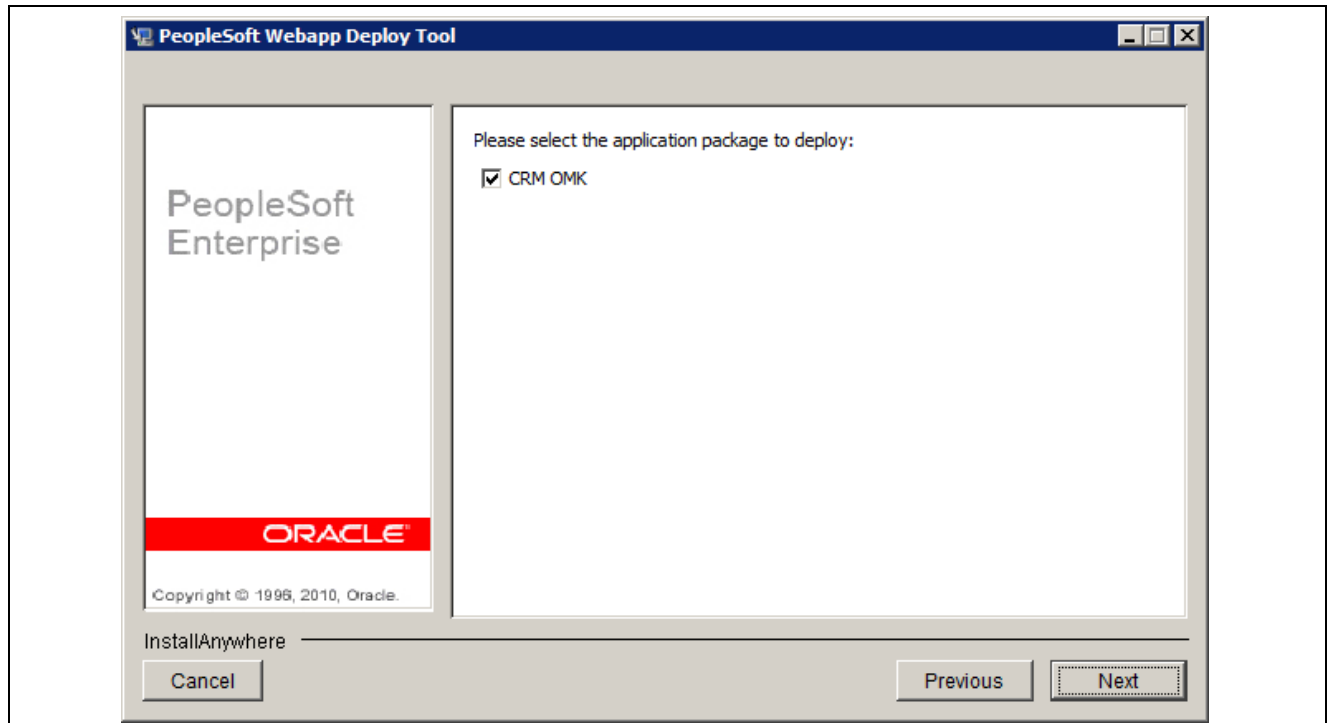 PeopleSoft Webapp Deploy Tool
Please select the application package to deploy:
CRM OMK
PeopleSoft
Enterprise
ORACLE
Copyright © 1996, 2010, Oracle.
InstallAnywhere
Cancel
Previous
Next